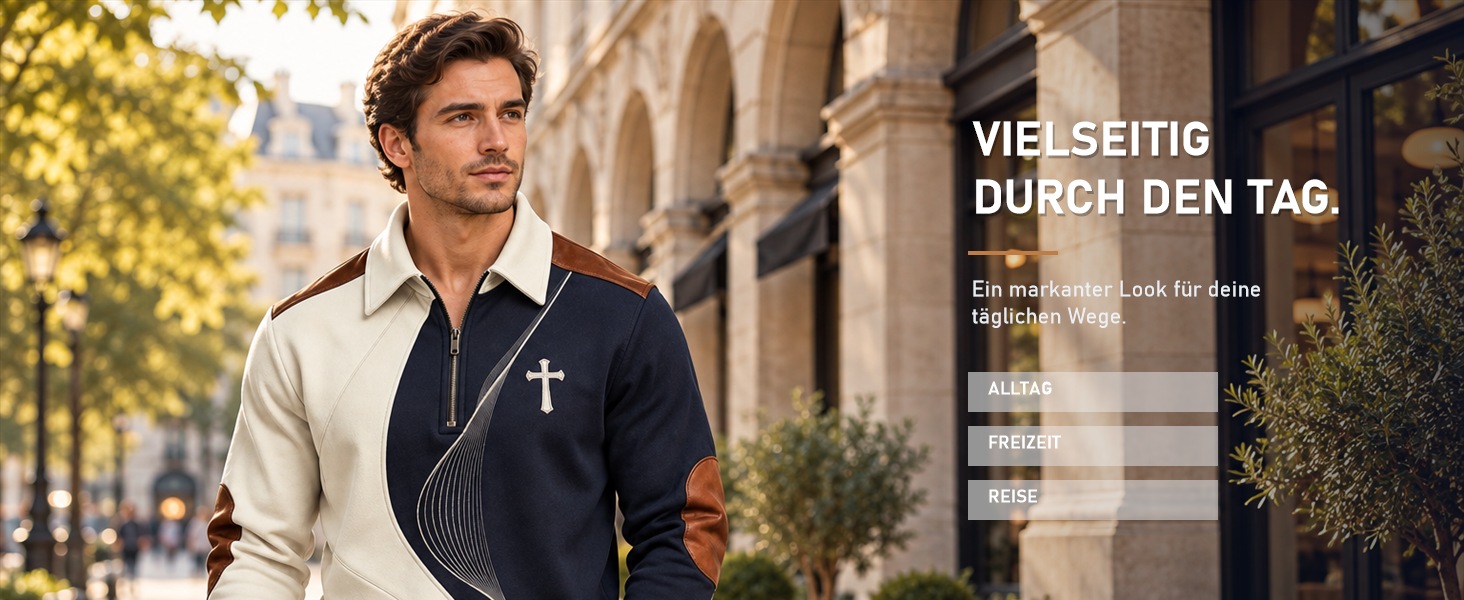 VIELSEITIG
DURCH DEN TAG.
Ein markanter Look für deine
täglichen Wege.
ALLTAG
FREIZEIT
REISE